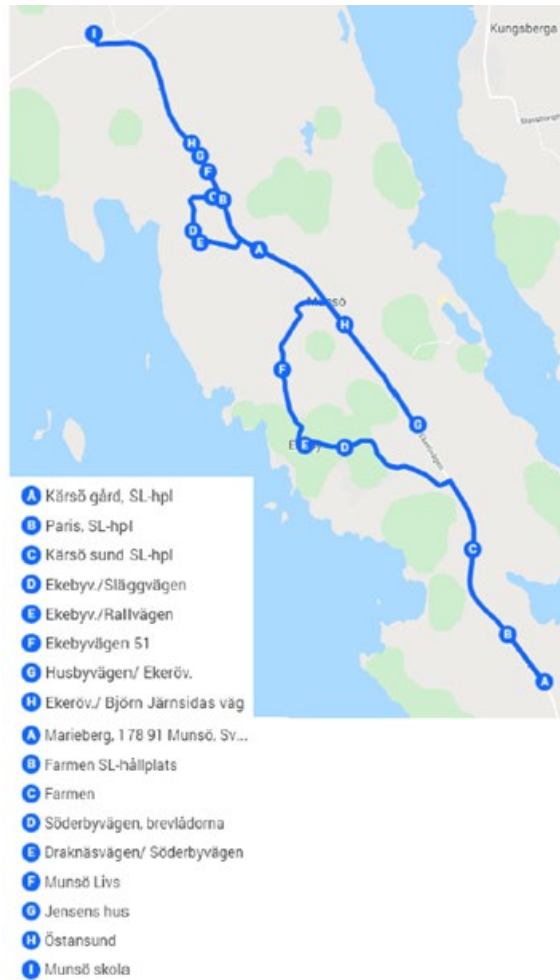 Kungsberga
I
H
G
F
C B
D
E
A
Munsö
H
F
G
E
D
C
B
A
A Kärsö gård, SL-hpl
B Paris, SL-hpl
C Kärsö sund SL-hpl
D Ekebyv./Släggvägen
E Ekebyv./Rallvägen
F Ekebyvägen 51
G Husbyvägen/ Ekeröv.
H Ekeröv./ Björn Järnsidas väg
A Marieberg, 178 91 Munsö, Sv...
B Farmen SL-hållplats
C Farmen
D Söderbyvägen, brevlådorna
E Draknäsvägen/ Söderbyvägen
F Munsö Livs
G Jensens hus
H Östansund
I Munsö skola